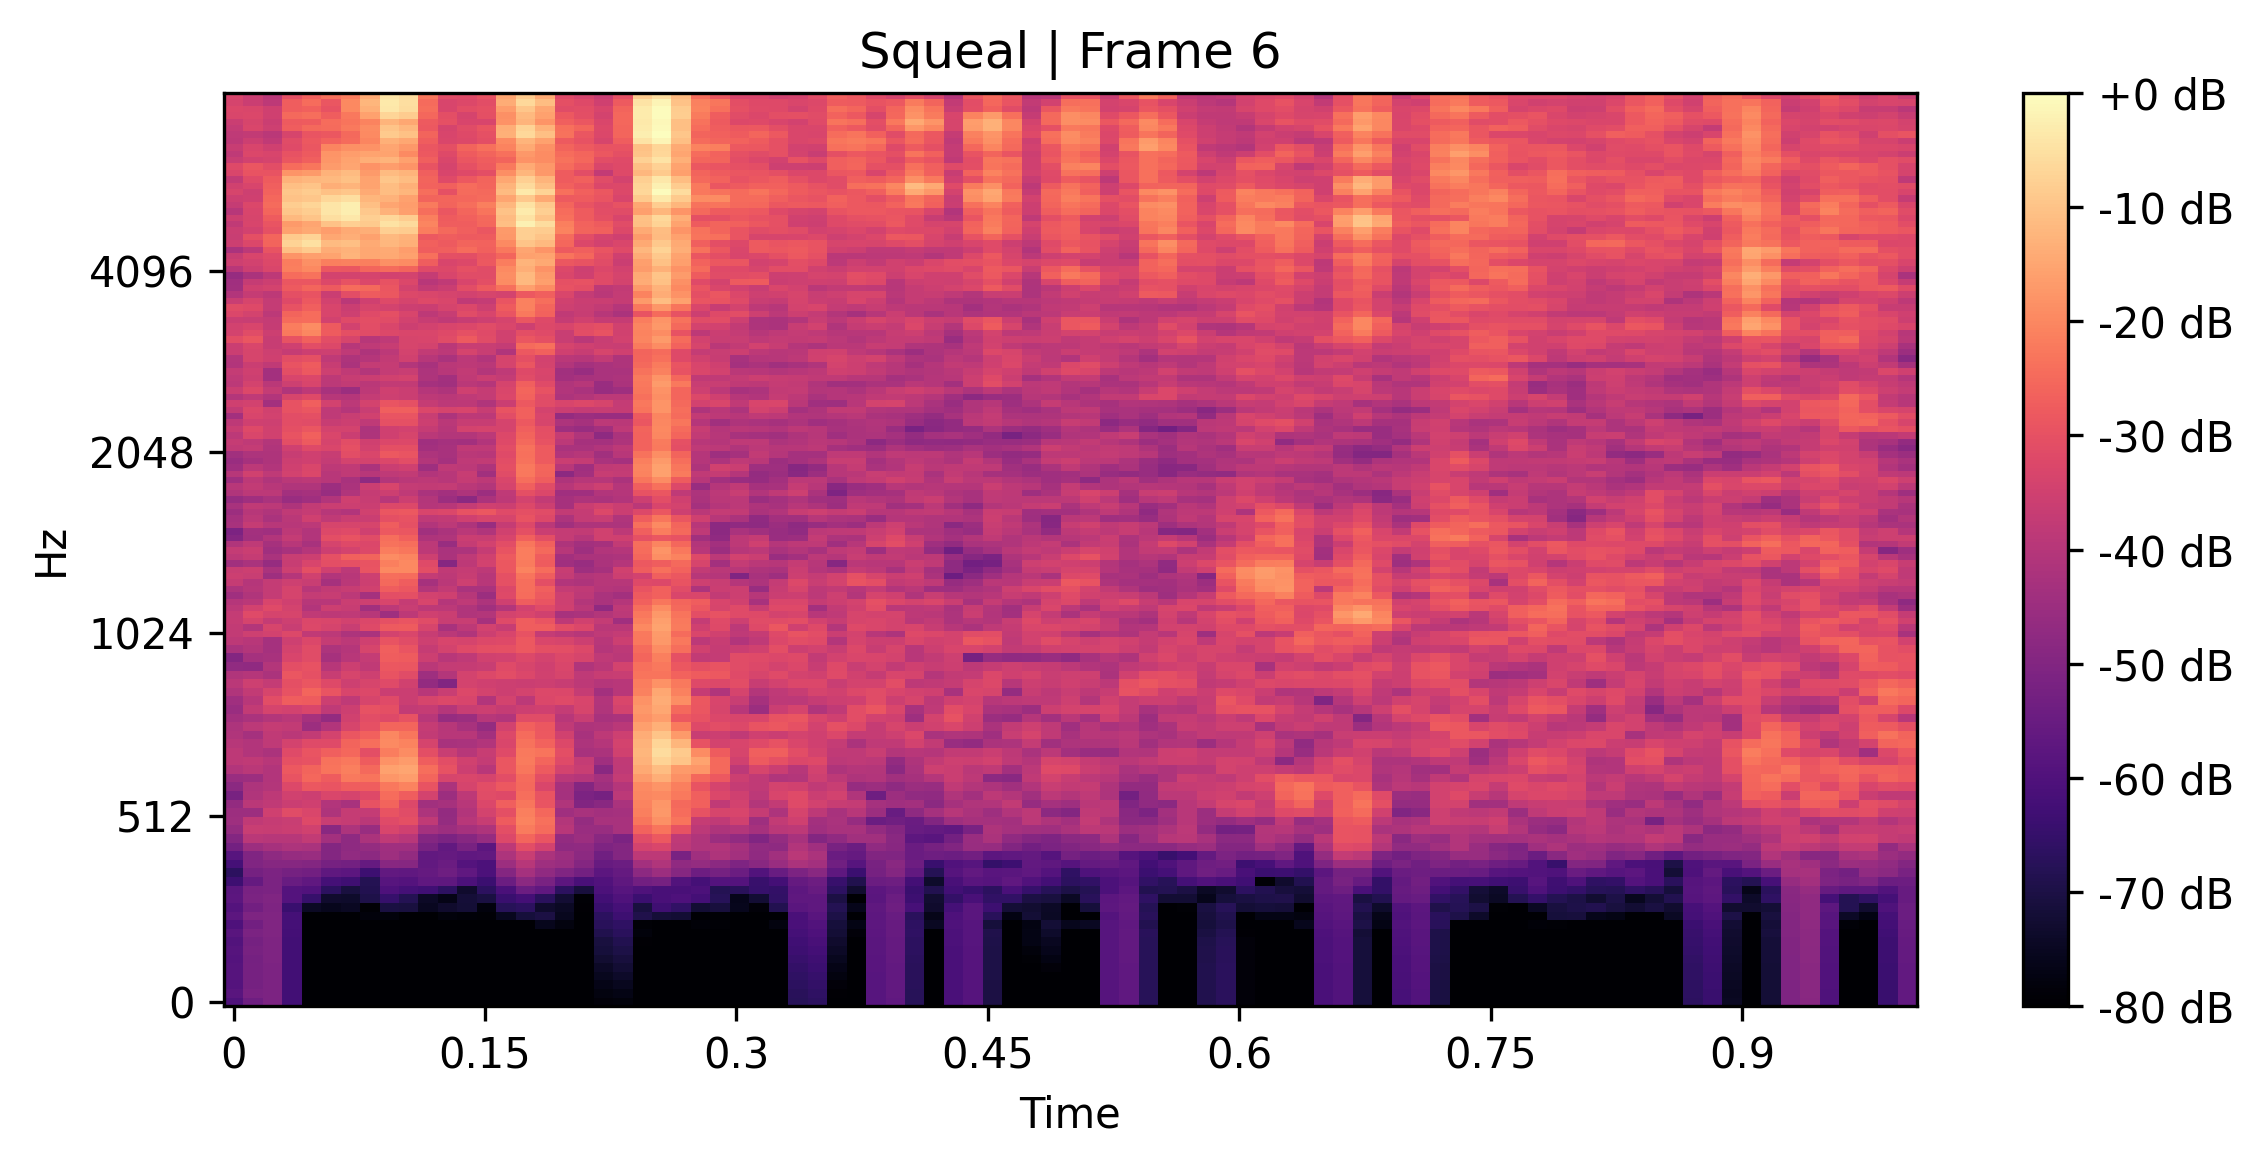 Squeal | Frame 6
+0 dB
-10 dB
-20 dB
-30 dB
-40 dB
-50 dB
-60 dB
-70 dB
-80 dB
Hz
4096
2048
1024
512
0
0 0.15 0.3 0.45 0.6 0.75 0.9
Time